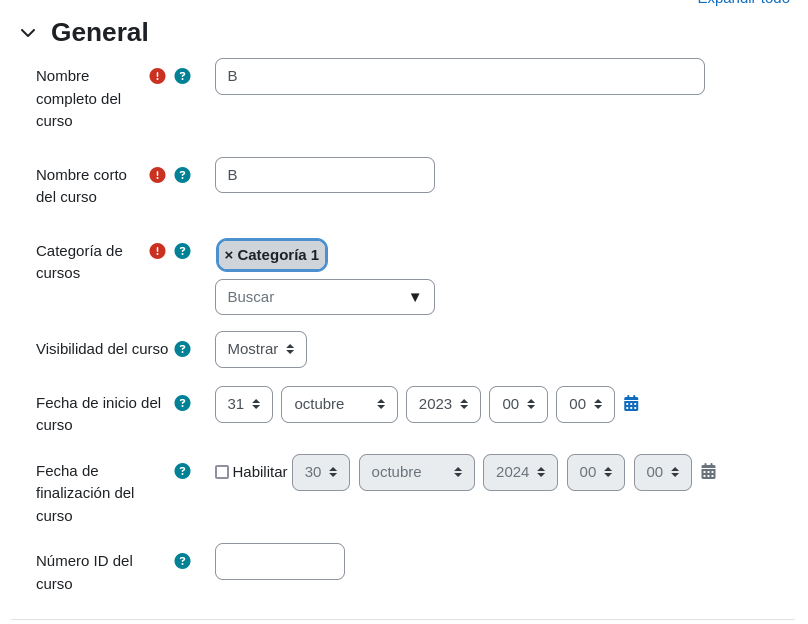 Expandir todo
General
Nombre completo del curso
B
Nombre corto del curso
B
Categoría de cursos
× Categoría 1
Buscar ▼
Visibilidad del curso
Mostrar
Fecha de inicio del curso
31 octubre 2023 00 00
Fecha de finalización del curso
Habilitar 30 octubre 2024 00 00
Número ID del curso